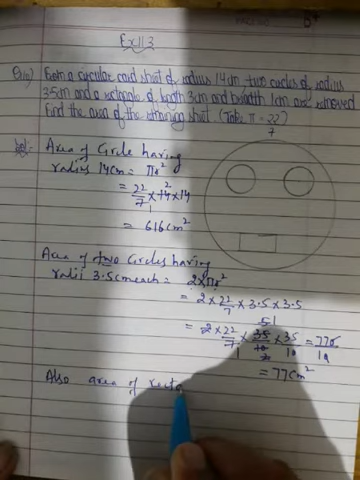 Ex 11.3
Q 10) From a circular card sheet of radius 14cm, two circles of radius
3.5cm and a rectangle of length 3cm and breadth 1cm are removed
Find the area of the remaining sheet. (Take π = 22/7)
Sol: Area of Circle having
radius 14cm = πr²
= 22/7 × 14 × 14
= 616cm²
Area of two Circles having
radii 3.5cm each = 2×πr²
= 2 × 22/7 × 3.5 × 3.5
= 2 × 22/7 × 35/10 × 35/10 = 770/10
= 77cm²
Also area of recta